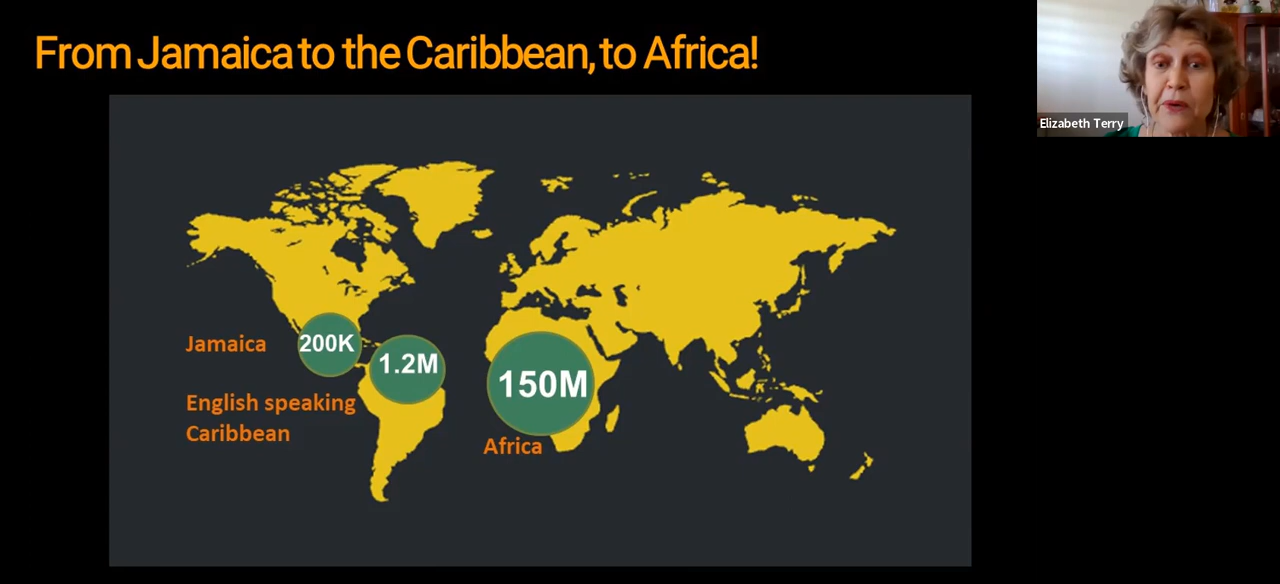 From Jamaica to the Caribbean, to Africa!
Elizabeth Terry
Jamaica
200K
1.2M
150M
English speaking
Caribbean
Africa